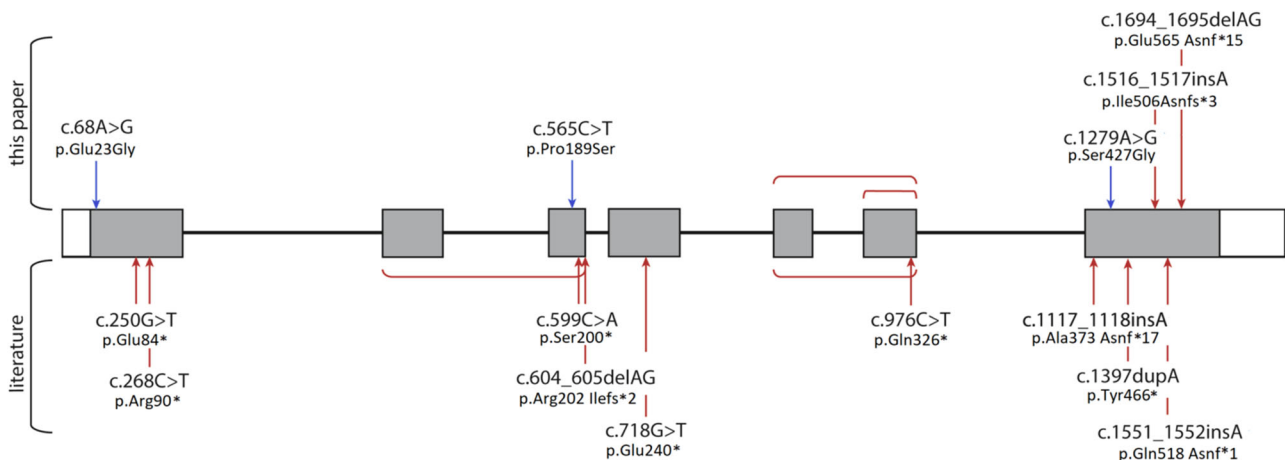 this paper
c.1694_1695delAG
p.Glu565 Asnf*15
c.1516_1517insA
p.Ile506Asnfs*3
c.68A>G
p.Glu23Gly
c.565C>T
p.Pro189Ser
c.1279A>G
p.Ser427Gly
literature
c.250G>T
p.Glu84*
c.268C>T
p.Arg90*
c.599C>A
p.Ser200*
c.604_605delAG
p.Arg202 Ilefs*2
c.718G>T
p.Glu240*
c.976C>T
p.Gln326*
c.1117_1118insA
p.Ala373 Asnf*17
c.1397dupA
p.Tyr466*
c.1551_1552insA
p.Gln518 Asnf*1